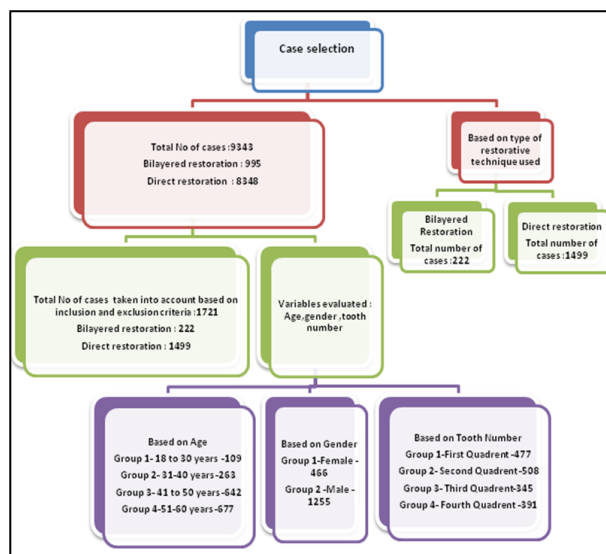 Case selection
Total No of cases :9343
Bilayered restoration : 995
Direct restoration : 8348
Based on type of
restorative
technique used
Bilayered
Restoration
Total number of
cases :222
Direct restoration
Total number of
cases :1499
Total No of cases taken into account based on
inclusion and exclusion criteria :1721
Bilayered restoration : 222
Direct restoration : 1499
Variables evaluated :
Age,gender ,tooth
number
Based on Age
Group 1- 18 to 30 years -109
Group 2- 31-40 years -263
Group 3- 41 to 50 years -642
Group 4-51-60 years -677
Based on Gender
Group 1-Female -
466
Group 2 -Male -
1255
Based on Tooth Number
Group 1-First Quadrent -477
Group 2- Second Quadrent-508
Group 3- Third Quadrent-345
Group 4- Fourth Quadrent -391